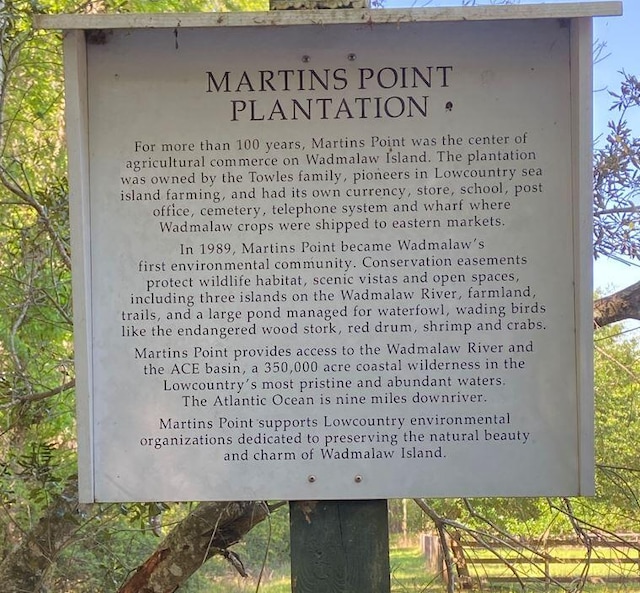 MARTINS POINT
PLANTATION
For more than 100 years, Martins Point was the center of
agricultural commerce on Wadmalaw Island. The plantation
was owned by the Towles family, pioneers in Lowcountry sea
island farming, and had its own currency, store, school, post
office, cemetery, telephone system and wharf where
Wadmalaw crops were shipped to eastern markets.
In 1989, Martins Point became Wadmalaw's
first environmental community. Conservation easements
protect wildlife habitat, scenic vistas and open spaces,
including three islands on the Wadmalaw River, farmland,
trails, and a large pond managed for waterfowl, wading birds
like the endangered wood stork, red drum, shrimp and crabs.
Martins Point provides access to the Wadmalaw River and
the ACE basin, a 350,000 acre coastal wilderness in the
Lowcountry's most pristine and abundant waters.
The Atlantic Ocean is nine miles downriver.
Martins Point supports Lowcountry environmental
organizations dedicated to preserving the natural beauty
and charm of Wadmalaw Island.